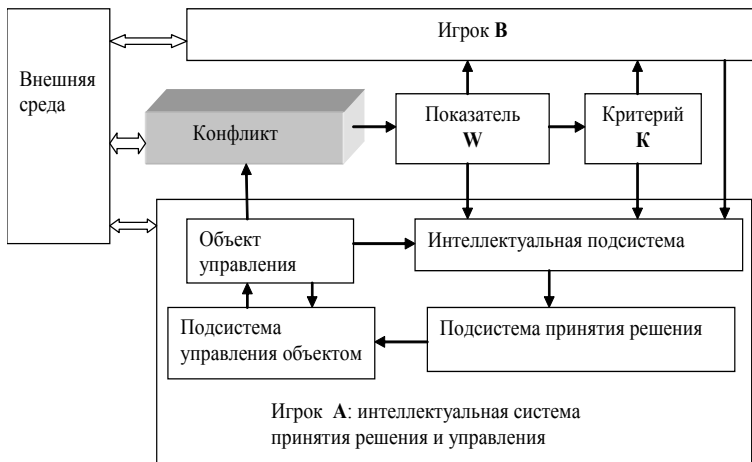 Игрок В
Внешняя
среда
Конфликт
Показатель
W
Критерий
К
Объект
управления
Интеллектуальная подсистема
Подсистема
управления объектом
Подсистема принятия решения
Игрок А: интеллектуальная система
принятия решения и управления